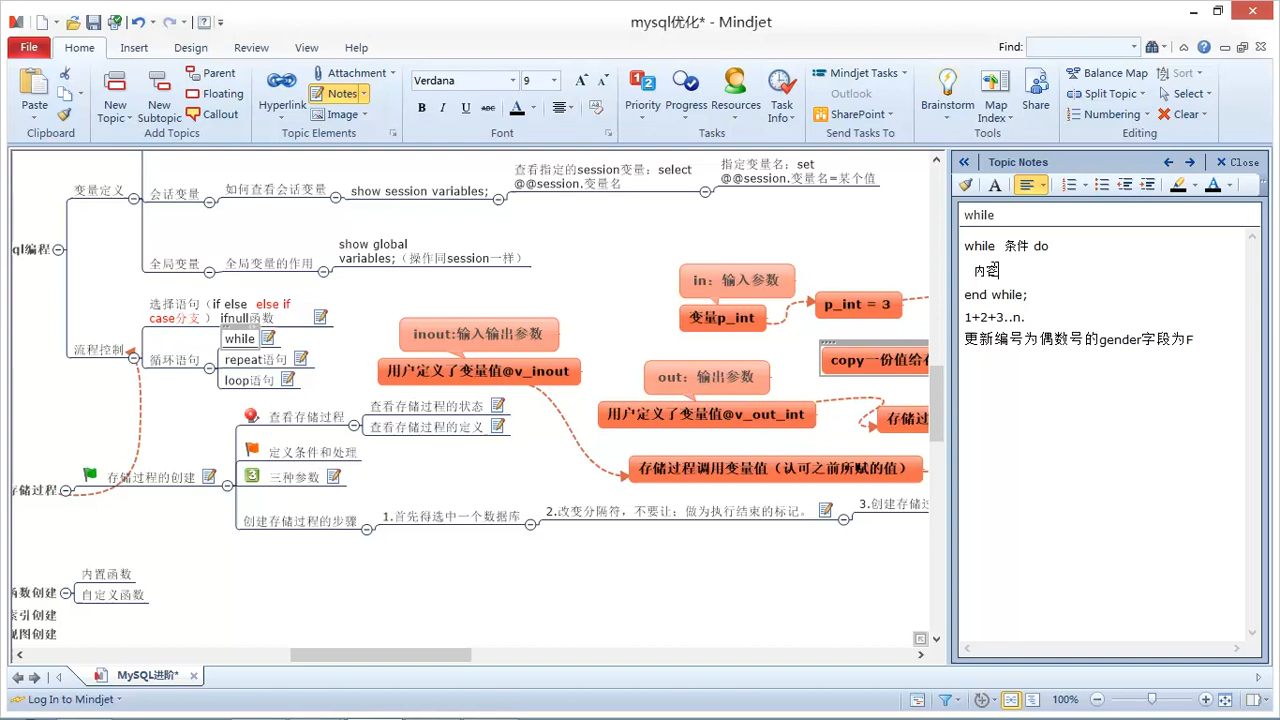 mysql优化* - Mindjet
File Home Insert Design Review View Help
Find:
Paste
Clipboard
New Topic
New Subtopic
Parent
Floating
Callout
Add Topics
Hyperlink
Attachment
Notes
Image
Topic Elements
Verdana 9
B I U abc A
Font
Priority
Progress
Resources
Task Info
Tasks
Mindjet Tasks
Outlook
SharePoint
Send Tasks To
Brainstorm
Map Index
Share
Tools
Balance Map
Split Topic
Numbering
Sort
Select
Clear
Editing
ql编程
变量定义
会话变量
如何查看会话变量
show session variables;
查看指定的session变量：select
@@session.变量名
指定变量名：set
@@session.变量名=某个值
全局变量
全局变量的作用
show global
variables;（操作同session一样）
流程控制
选择语句（if else  else if
case分支 ） ifnull函数
循环语句
while
repeat语句
loop语句
inout:输入输出参数
用户定义了变量值@v_inout
in：输入参数
变量p_int
p_int = 3
copy一份值给在
out：输出参数
用户定义了变量值@v_out_int
存储过
存储过程调用变量值（认可之前所赋的值）
存储过程
存储过程的创建
查看存储过程
查看存储过程的状态
查看存储过程的定义
定义条件和处理
3 三种参数
创建存储过程的步骤
1.首先得选中一个数据库
2.改变分隔符，不要让；做为执行结束的标记。
3.创建存储过
函数创建
内置函数
自定义函数
索引创建
视图创建
Topic Notes
Close
while
while  条件 do
内容
end while;
1+2+3..n.
更新编号为偶数号的gender字段为F
MySQL进阶*
Log In to Mindjet
100%